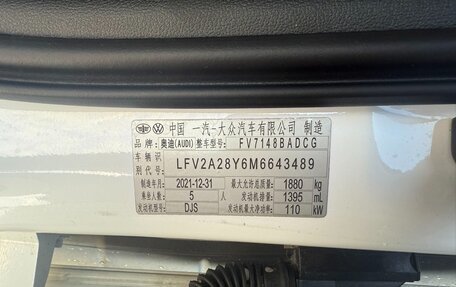 中国 一汽-大众汽车有限公司 制造
品牌:奥迪(AUDI) 整车型号: FV7148BADCG
车辆识别代号: LFV2A28Y6M6643489
制造年月 2021-12-31 最大允许总质量 1880 kg
乘坐人数 5 人 发动机排量 1395 mL
发动机型号 DJS 发动机最大净功率 110 kW